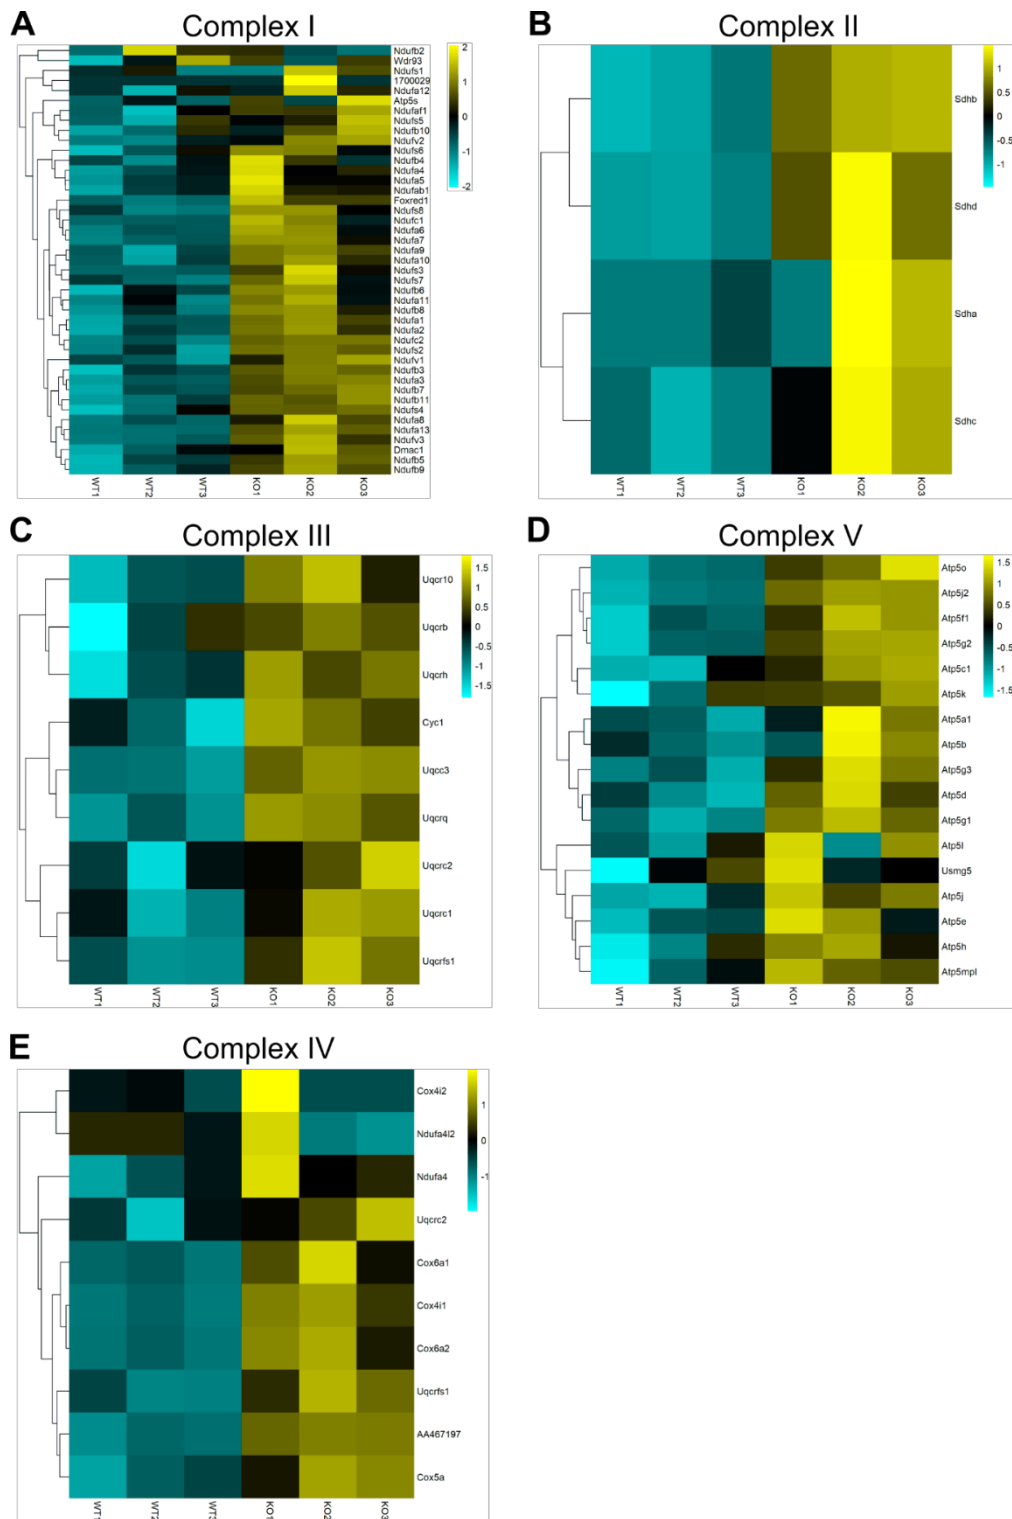 A
Complex I
Ndufb2
Wdr93
Ndufs1
1700029
Ndufa12
Atp5s
Ndufaf1
Ndufs5
Ndufb10
Ndufv2
Ndufs6
Ndufb4
Ndufa4
Ndufa5
Ndufab1
Foxred1
Ndufs8
Ndufc1
Ndufa6
Ndufa7
Ndufa9
Ndufa10
Ndufs3
Ndufs7
Ndufb6
Ndufa11
Ndufb8
Ndufa1
Ndufa2
Ndufc2
Ndufs2
Ndufv1
Ndufb3
Ndufa3
Ndufb7
Ndufb11
Ndufs4
Ndufa8
Ndufa13
Ndufv3
Dmac1
Ndufb5
Ndufb9
2
1
0
-1
-2
WT1
WT2
WT3
KO1
KO2
KO3
B
Complex II
Sdhb
Sdhd
Sdha
Sdhc
1
0.5
0
-0.5
-1
WT1
WT2
WT3
KO1
KO2
KO3
C
Complex III
Uqcr10
Uqcrb
Uqcrh
Cyc1
Uqcc3
Uqcrq
Uqcrc2
Uqcrc1
Uqcrfs1
1.5
1
0.5
0
-0.5
-1
-1.5
WT1
WT2
WT3
KO1
KO2
KO3
D
Complex V
Atp5o
Atp5j2
Atp5f1
Atp5g2
Atp5c1
Atp5k
Atp5a1
Atp5b
Atp5g3
Atp5d
Atp5g1
Atp5l
Usmg5
Atp5j
Atp5e
Atp5h
Atp5mpl
1.5
1
0.5
0
-0.5
-1
-1.5
WT1
WT2
WT3
KO1
KO2
KO3
E
Complex IV
Cox4i2
Ndufa4l2
Ndufa4
Uqcrc2
Cox6a1
Cox4i1
Cox6a2
Uqcrfs1
AA467197
Cox5a
1
0
-1
WT1
WT2
WT3
KO1
KO2
KO3